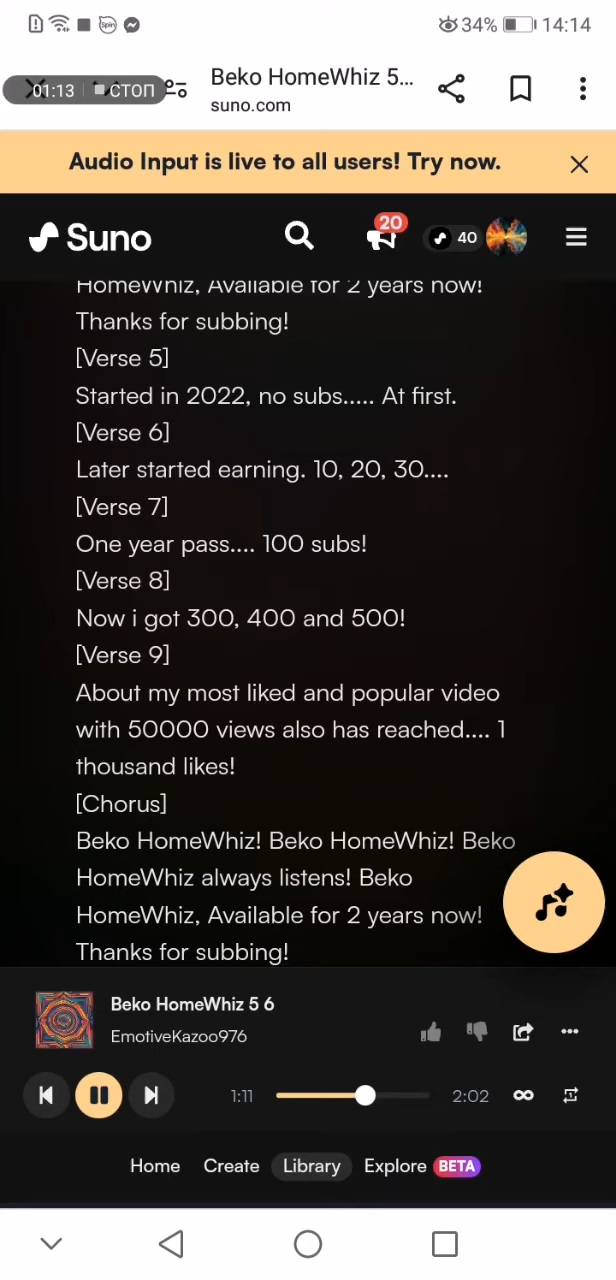 34% 14:14
01:13 СТОП
Beko HomeWhiz 5...
suno.com
Audio Input is live to all users! Try now.
Suno
20
40
HomeWhiz, Available for 2 years now!
Thanks for subbing!
[Verse 5]
Started in 2022, no subs..... At first.
[Verse 6]
Later started earning. 10, 20, 30....
[Verse 7]
One year pass.... 100 subs!
[Verse 8]
Now i got 300, 400 and 500!
[Verse 9]
About my most liked and popular video
with 50000 views also has reached.... 1
thousand likes!
[Chorus]
Beko HomeWhiz! Beko HomeWhiz! Beko
HomeWhiz always listens! Beko
HomeWhiz, Available for 2 years now!
Thanks for subbing!
Beko HomeWhiz 5 6
EmotiveKazoo976
1:11 2:02
Home Create Library Explore BETA